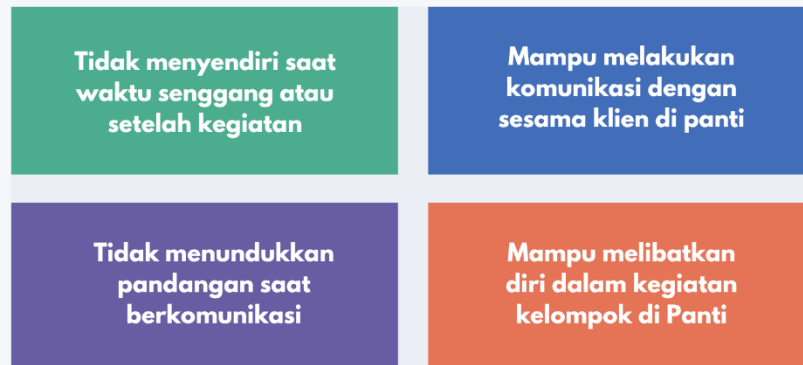 Tidak menyendiri saat
waktu senggang atau
setelah kegiatan
Mampu melakukan
komunikasi dengan
sesama klien di panti
Tidak menundukkan
pandangan saat
berkomunikasi
Mampu melibatkan
diri dalam kegiatan
kelompok di Panti